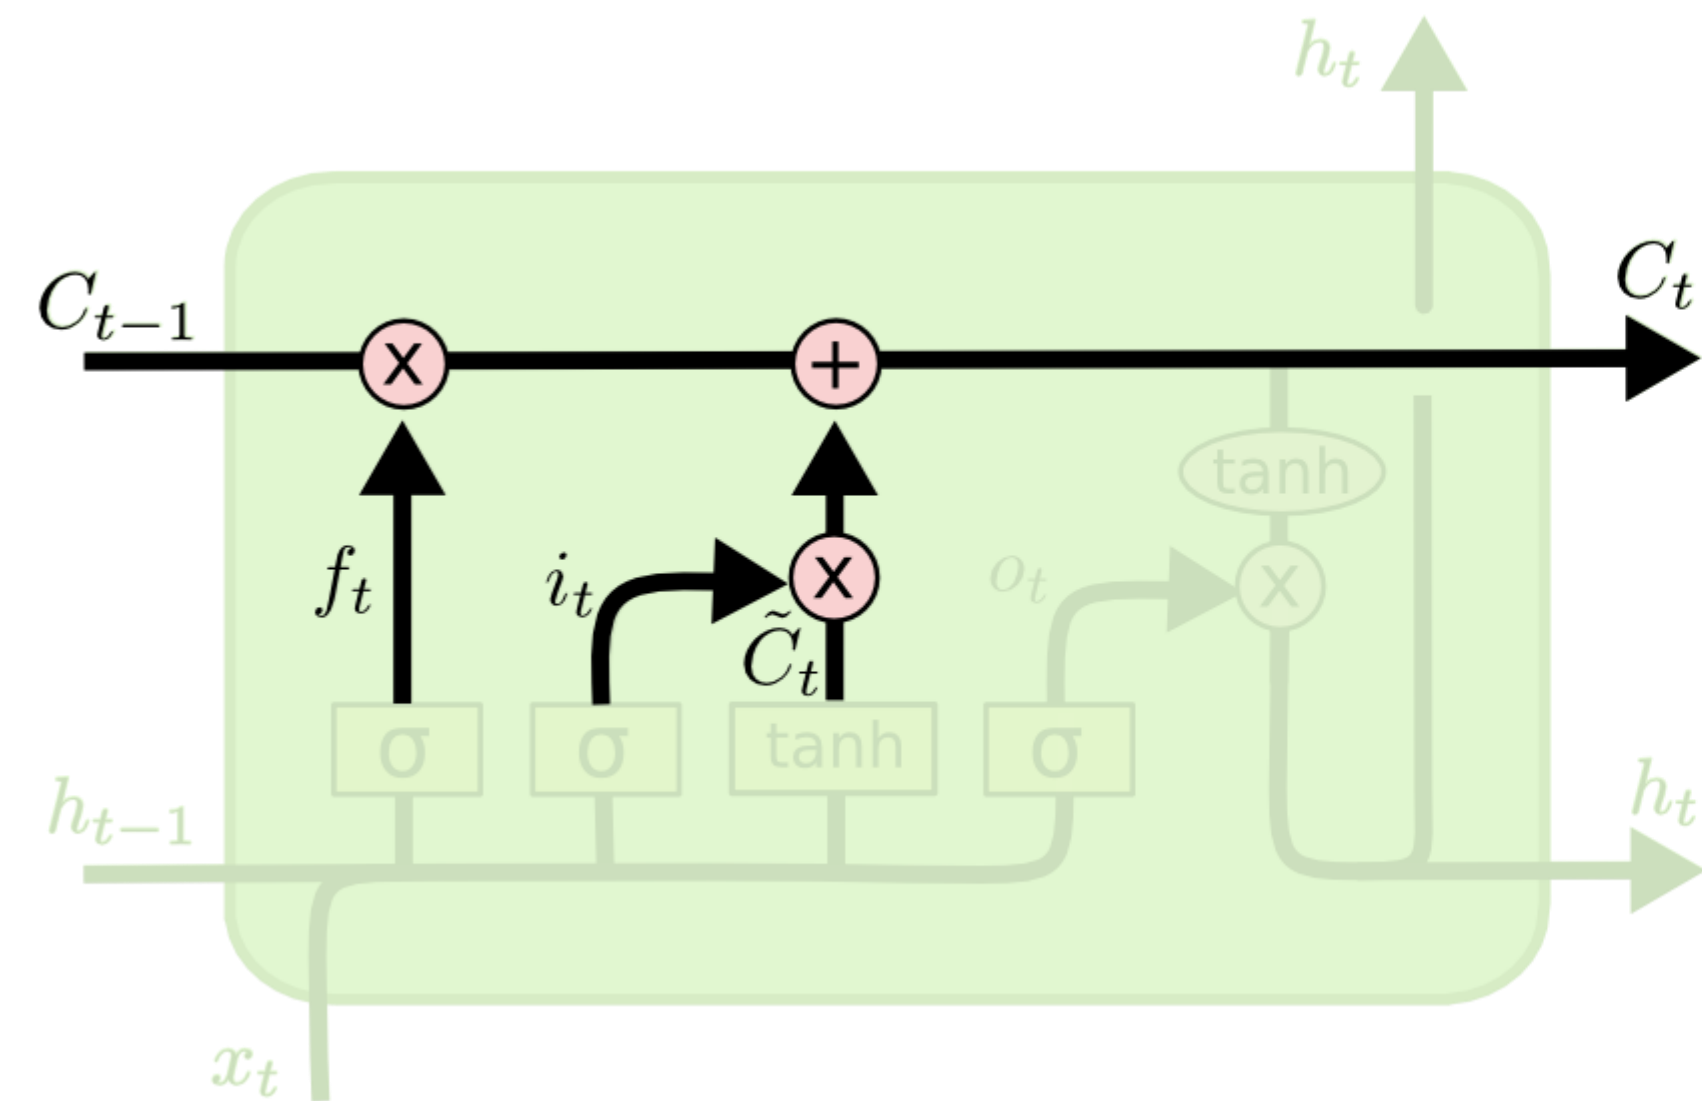 h_t
C_{t-1} C_t
x + 
tanh
f_t i_t x o_t x
C̃_t
σ σ tanh σ
h_{t-1} h_t
x_t